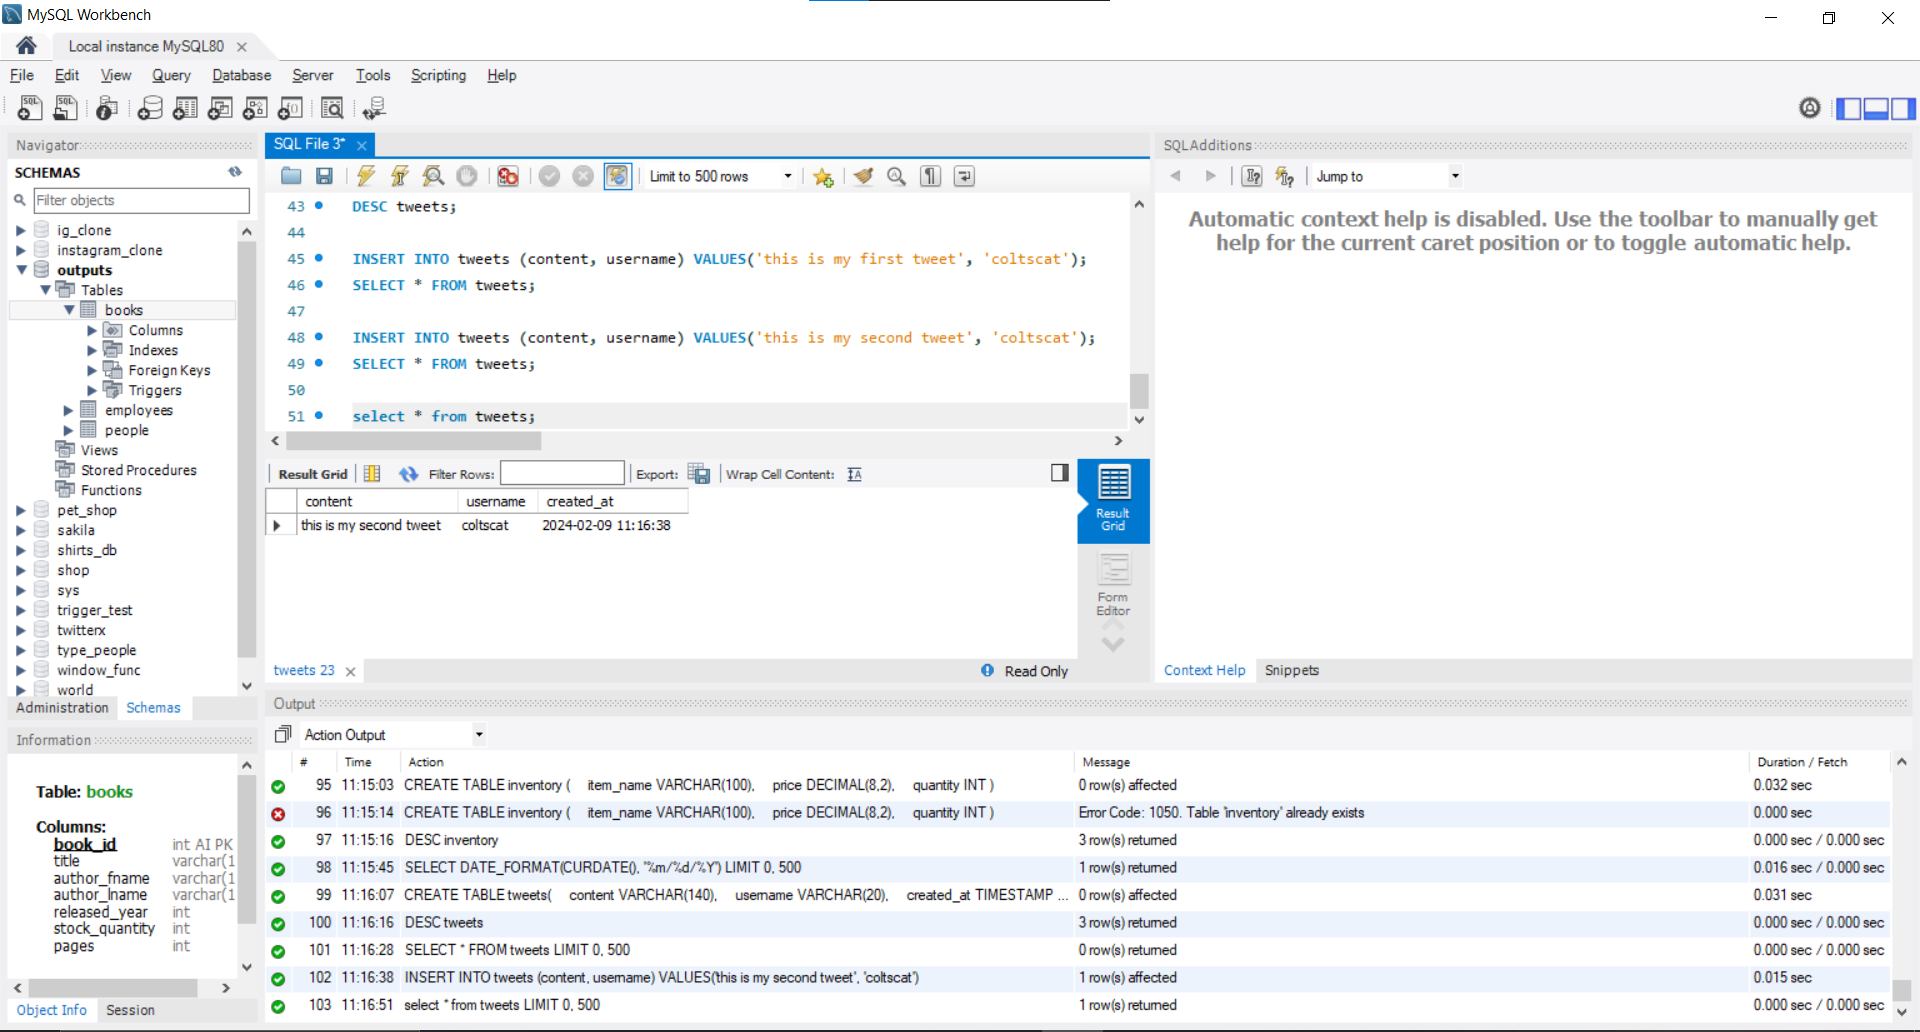 MySQL Workbench
Local instance MySQL80
File Edit View Query Database Server Tools Scripting Help
Navigator
SCHEMAS
Filter objects
ig_clone
instagram_clone
outputs
Tables
books
Columns
Indexes
Foreign Keys
Triggers
employees
people
Views
Stored Procedures
Functions
pet_shop
sakila
shirts_db
shop
sys
trigger_test
twitterx
type_people
window_func
world
Administration Schemas
Information
Table: books
Columns:
book_id int AI PK
title varchar(1
author_fname varchar(1
author_lname varchar(1
released_year int
stock_quantity int
pages int
Object Info Session
SQL File 3*
Limit to 500 rows
43 DESC tweets;
44
45 INSERT INTO tweets (content, username) VALUES('this is my first tweet', 'coltscat');
46 SELECT * FROM tweets;
47
48 INSERT INTO tweets (content, username) VALUES('this is my second tweet', 'coltscat');
49 SELECT * FROM tweets;
50
51 select * from tweets;
Result Grid Filter Rows: Export: Wrap Cell Content:
content username created_at
this is my second tweet coltscat 2024-02-09 11:16:38
Result
Grid
Form
Editor
tweets 23 Read Only
SQLAdditions
Jump to
Automatic context help is disabled. Use the toolbar to manually get
help for the current caret position or to toggle automatic help.
Context Help Snippets
Output
Action Output
# Time Action Message Duration / Fetch
95 11:15:03 CREATE TABLE inventory ( item_name VARCHAR(100), price DECIMAL(8,2), quantity INT ) 0 row(s) affected 0.032 sec
96 11:15:14 CREATE TABLE inventory ( item_name VARCHAR(100), price DECIMAL(8,2), quantity INT ) Error Code: 1050. Table 'inventory' already exists 0.000 sec
97 11:15:16 DESC inventory 3 row(s) returned 0.000 sec / 0.000 sec
98 11:15:45 SELECT DATE_FORMAT(CURDATE(), "%m/%d/%Y") LIMIT 0, 500 1 row(s) returned 0.016 sec / 0.000 sec
99 11:16:07 CREATE TABLE tweets( content VARCHAR(140), username VARCHAR(20), created_at TIMESTAMP ... 0 row(s) affected 0.031 sec
100 11:16:16 DESC tweets 3 row(s) returned 0.000 sec / 0.000 sec
101 11:16:28 SELECT * FROM tweets LIMIT 0, 500 0 row(s) returned 0.000 sec / 0.000 sec
102 11:16:38 INSERT INTO tweets (content, username) VALUES('this is my second tweet', 'coltscat') 1 row(s) affected 0.015 sec
103 11:16:51 select * from tweets LIMIT 0, 500 1 row(s) returned 0.000 sec / 0.000 sec